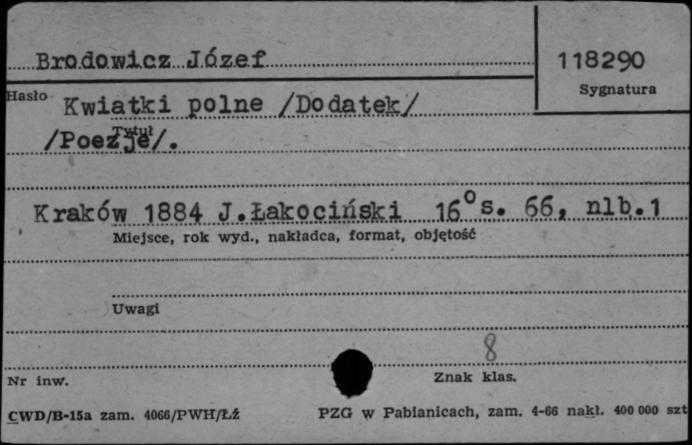 Brodowicz Józef
118290
Sygnatura
Hasło
Kwiatki polne /Dodatek/
Tytuł
/Poezje/.
Kraków 1884 J.Łakociński 16° s. 66, nlb.1
Miejsce, rok wyd., nakładca, format, objętość
Uwagi
8
Nr inw.
Znak klas.
CWD/B-15a zam. 4066/PWH/ŁŹ
PZG w Pabianicach, zam. 4-66 nakł. 400 000 szt